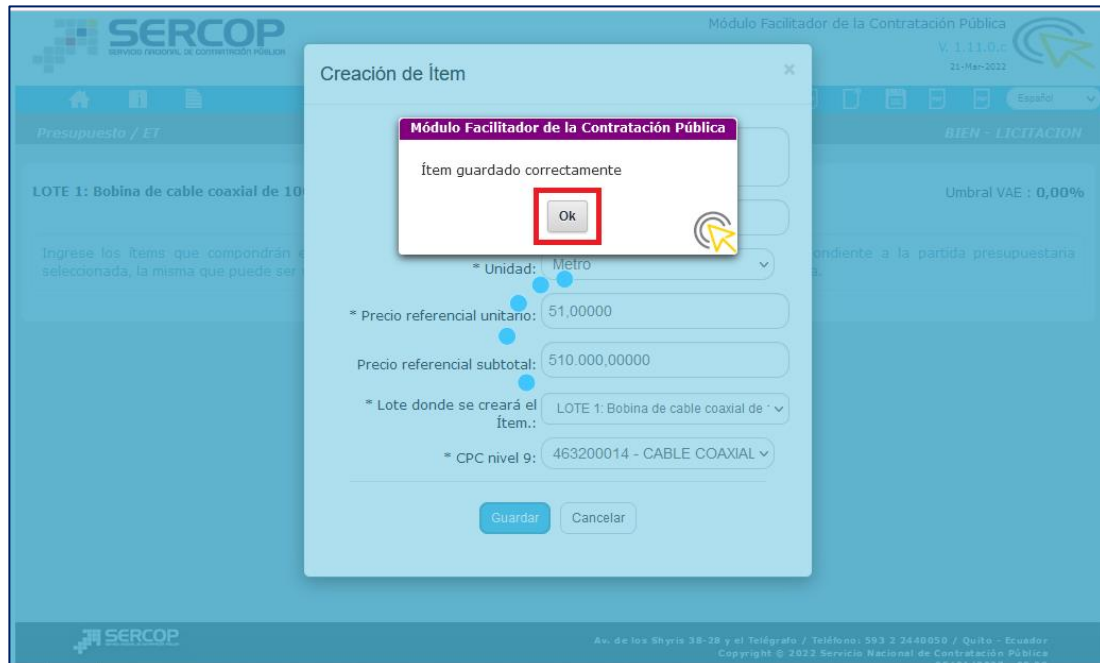 SERCOP
SERVICIO NACIONAL DE CONTRATACIÓN PÚBLICA
Módulo Facilitador de la Contratación Pública
V. 1.11.0.c
21-Mar-2022
Español
Presupuesto / ET
BIEN - LICITACION
Creación de Ítem
×
Módulo Facilitador de la Contratación Pública
Ítem guardado correctamente
Ok
LOTE 1: Bobina de cable coaxial de 10
Umbral VAE : 0,00%
Ingrese los ítems que compondrán e
ondiente a la partida presupuestaria
seleccionada, la misma que puede ser
a.
* Unidad: Metro
* Precio referencial unitario: 51,00000
Precio referencial subtotal: 510.000,00000
* Lote donde se creará el
Ítem.:
LOTE 1: Bobina de cable coaxial de
* CPC nivel 9: 463200014 - CABLE COAXIAL
Guardar
Cancelar
SERCOP
Av. de los Shyris 38-28 y el Telégrafo / Teléfono: 593 2 2440050 / Quito - Ecuador
Copyright © 2022 Servicio Nacional de Contratación Pública